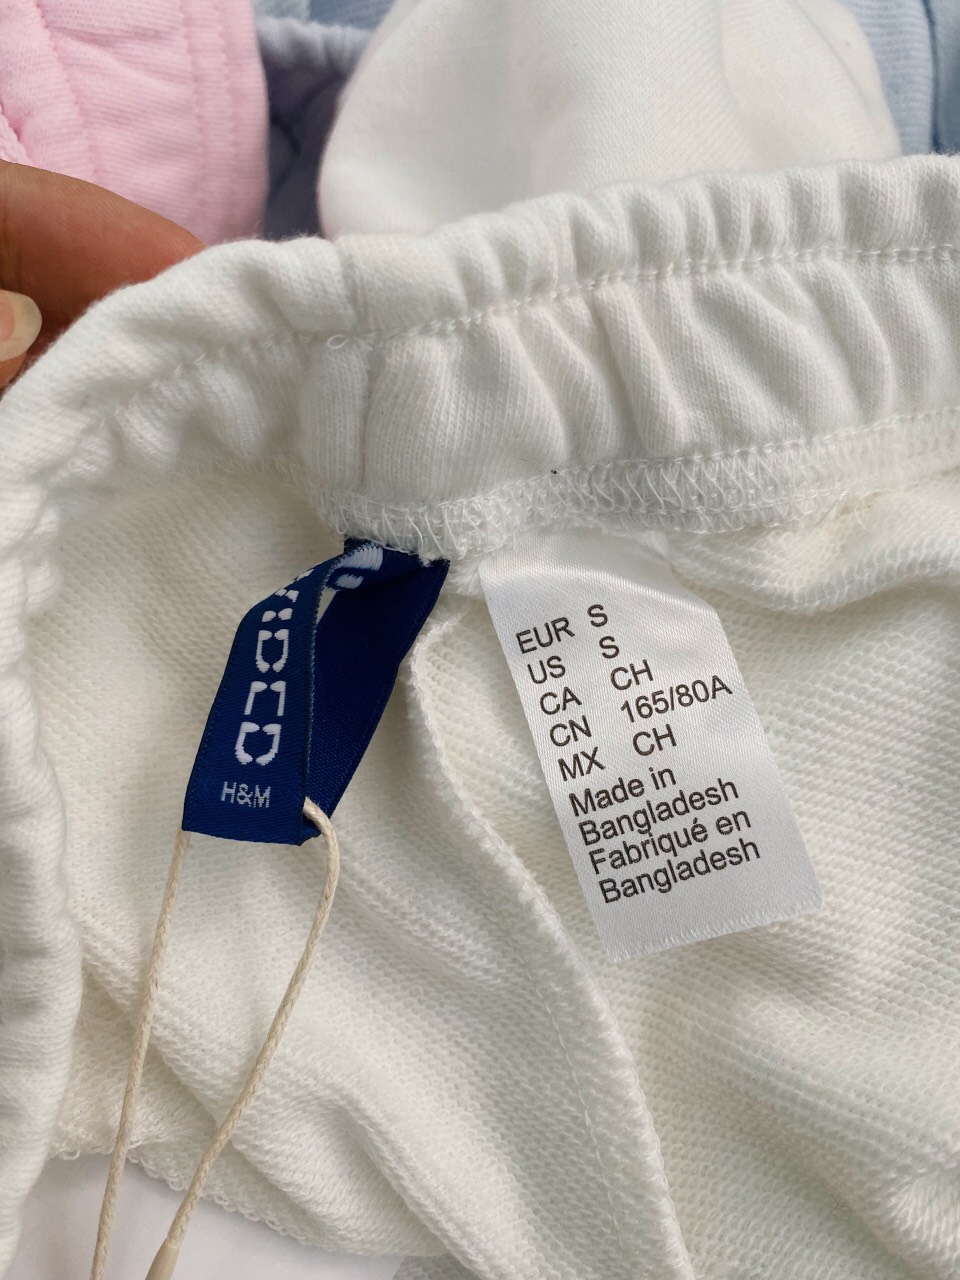 H&M
EUR S
US S
CA CH
CN 165/80A
MX CH
Made in
Bangladesh
Fabriqué en
Bangladesh